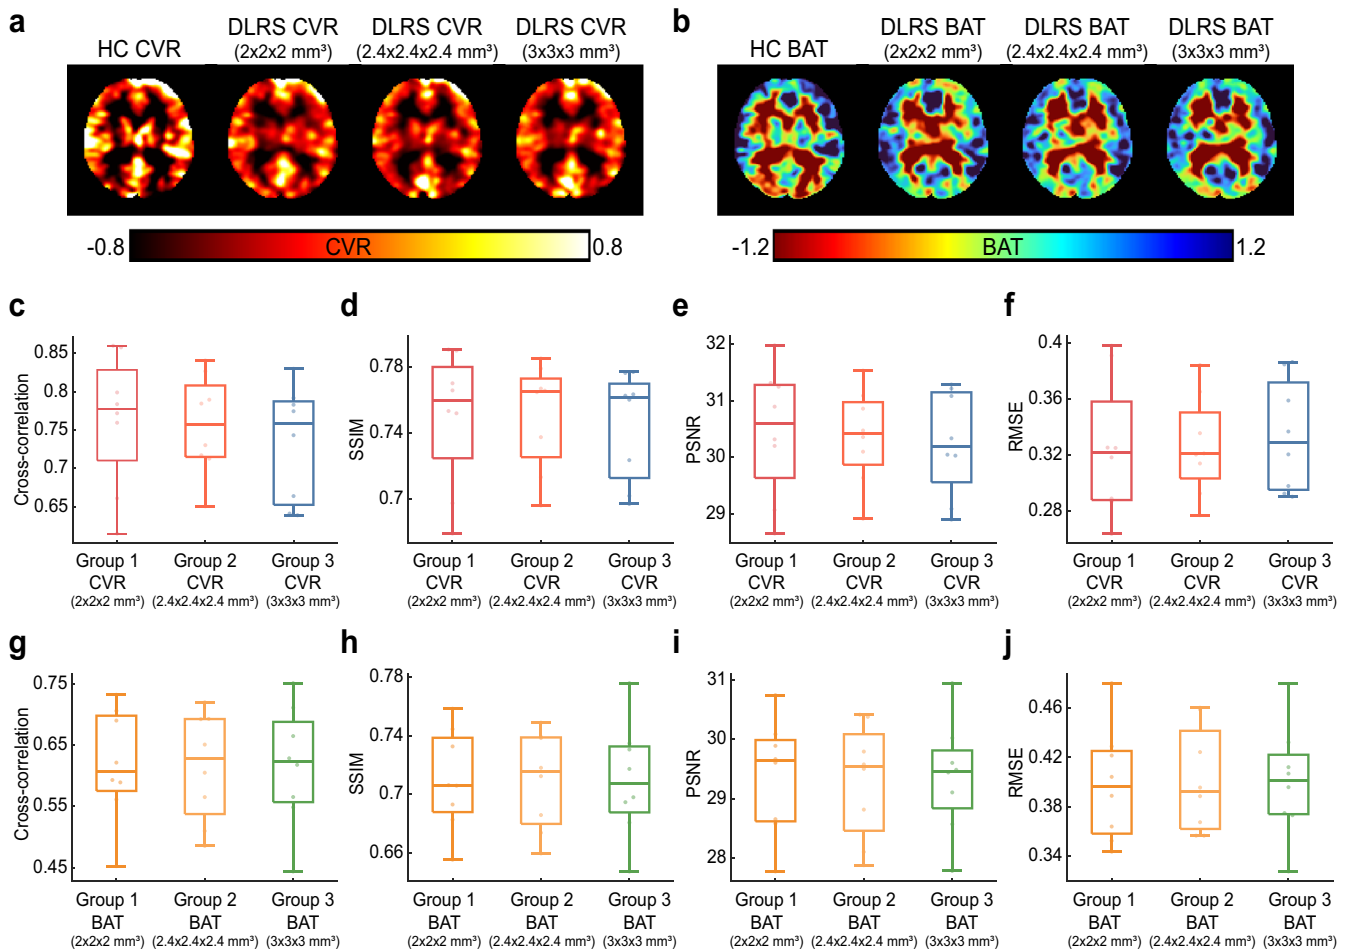 a
HC CVR
DLRS CVR
(2x2x2 mm³)
DLRS CVR
(2.4x2.4x2.4 mm³)
DLRS CVR
(3x3x3 mm³)
-0.8
CVR
0.8
b
HC BAT
DLRS BAT
(2x2x2 mm³)
DLRS BAT
(2.4x2.4x2.4 mm³)
DLRS BAT
(3x3x3 mm³)
-1.2
BAT
1.2
c
Cross-correlation
0.85
0.8
0.75
0.7
0.65
Group 1
CVR
(2x2x2 mm³)
Group 2
CVR
(2.4x2.4x2.4 mm³)
Group 3
CVR
(3x3x3 mm³)
d
SSIM
0.78
0.74
0.7
Group 1
CVR
(2x2x2 mm³)
Group 2
CVR
(2.4x2.4x2.4 mm³)
Group 3
CVR
(3x3x3 mm³)
e
PSNR
32
31
30
29
Group 1
CVR
(2x2x2 mm³)
Group 2
CVR
(2.4x2.4x2.4 mm³)
Group 3
CVR
(3x3x3 mm³)
f
RMSE
0.4
0.36
0.32
0.28
Group 1
CVR
(2x2x2 mm³)
Group 2
CVR
(2.4x2.4x2.4 mm³)
Group 3
CVR
(3x3x3 mm³)
g
Cross-correlation
0.75
0.65
0.55
0.45
Group 1
BAT
(2x2x2 mm³)
Group 2
BAT
(2.4x2.4x2.4 mm³)
Group 3
BAT
(3x3x3 mm³)
h
SSIM
0.78
0.74
0.7
0.66
Group 1
BAT
(2x2x2 mm³)
Group 2
BAT
(2.4x2.4x2.4 mm³)
Group 3
BAT
(3x3x3 mm³)
i
PSNR
31
30
29
28
Group 1
BAT
(2x2x2 mm³)
Group 2
BAT
(2.4x2.4x2.4 mm³)
Group 3
BAT
(3x3x3 mm³)
j
RMSE
0.46
0.42
0.38
0.34
Group 1
BAT
(2x2x2 mm³)
Group 2
BAT
(2.4x2.4x2.4 mm³)
Group 3
BAT
(3x3x3 mm³)